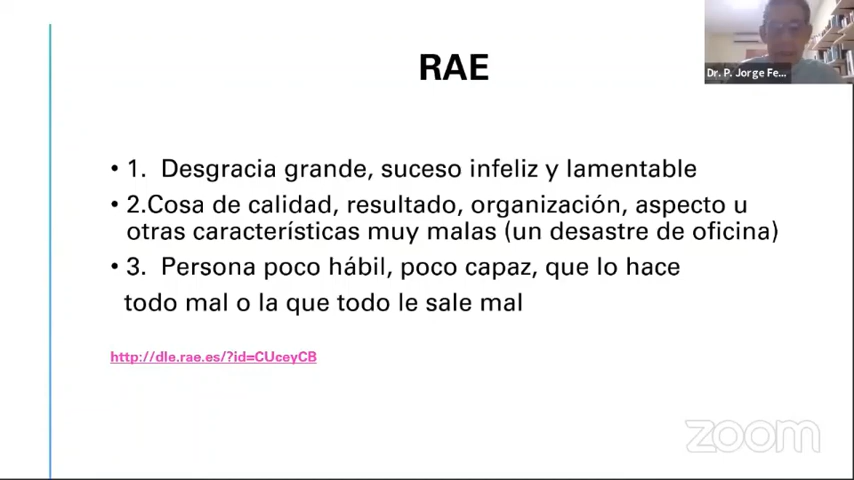 RAE
Dr. P. Jorge Fe...
• 1. Desgracia grande, suceso infeliz y lamentable
• 2.Cosa de calidad, resultado, organización, aspecto u
otras características muy malas (un desastre de oficina)
• 3. Persona poco hábil, poco capaz, que lo hace
todo mal o la que todo le sale mal
http://dle.rae.es/?id=CUceyCB
zoom